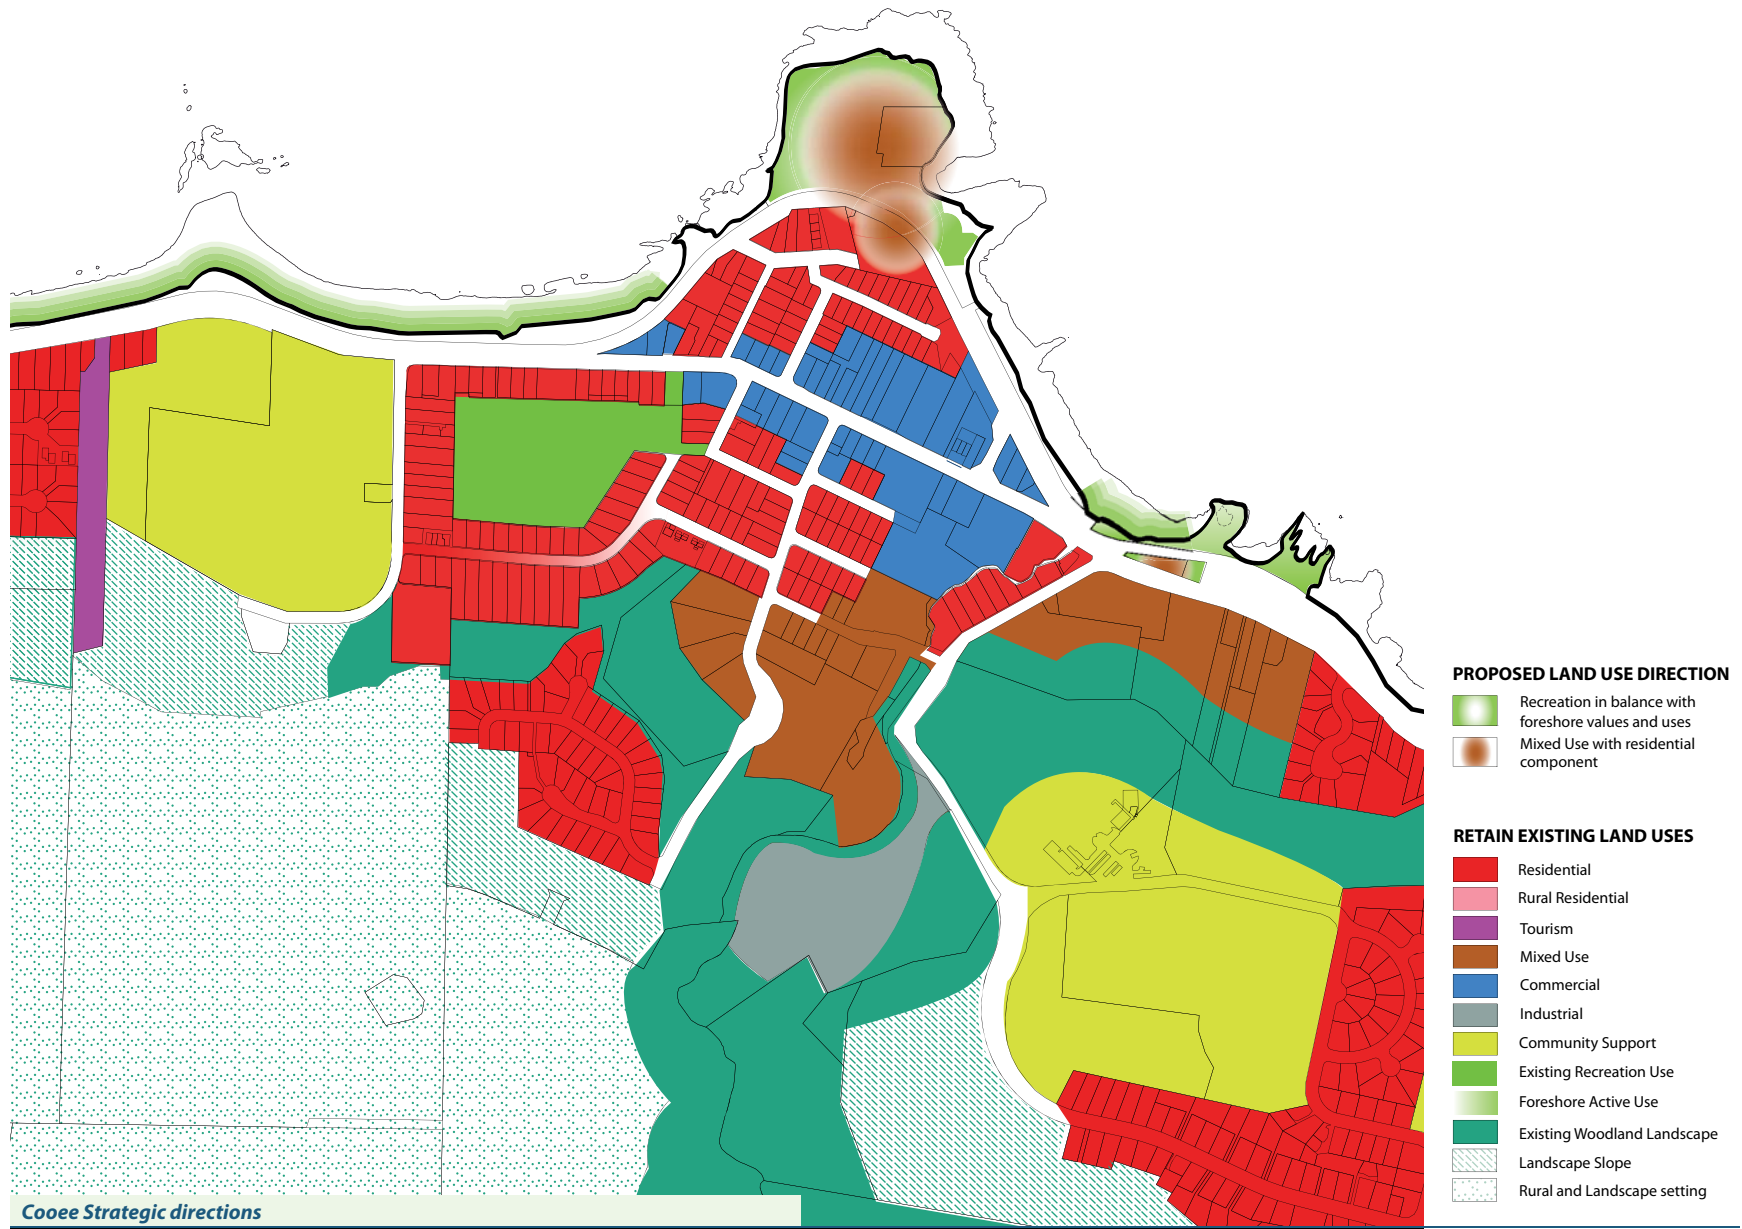 PROPOSED LAND USE DIRECTION
Recreation in balance with
foreshore values and uses
Mixed Use with residential
component
RETAIN EXISTING LAND USES
Residential
Rural Residential
Tourism
Mixed Use
Commercial
Industrial
Community Support
Existing Recreation Use
Foreshore Active Use
Existing Woodland Landscape
Landscape Slope
Rural and Landscape setting
Cooee Strategic directions